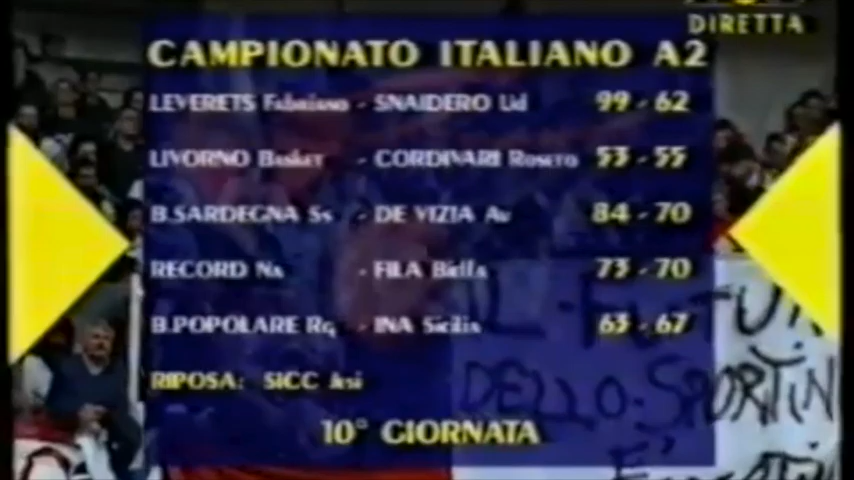 DIRETTA
CAMPIONATO ITALIANO A2
LEVERETS Fabriano - SNAIDERO Ud 99 - 62
LIVORNO Basket - CORDIVARI Roseto 53 - 55
B.SARDEGNA Ss - DE VIZIA Av 84 - 70
RECORD Na - FILA Biella 73 - 70
B.POPOLARE Rg - INA Sicilia 63 - 67
RIPOSA: SICC Jesi
10° GIORNATA
IL FUTUR
DELLO SPORTIN
E'